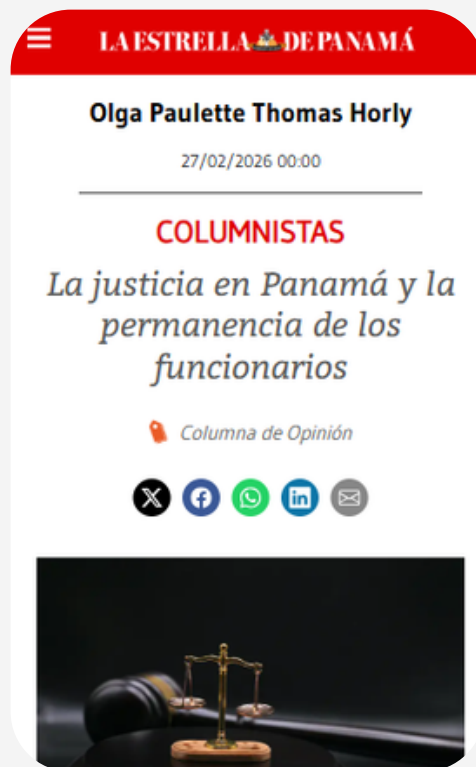 LA ESTRELLA DE PANAMÁ
Olga Paulette Thomas Horly
27/02/2026 00:00
COLUMNISTAS
La justicia en Panamá y la
permanencia de los
funcionarios
Columna de Opinión